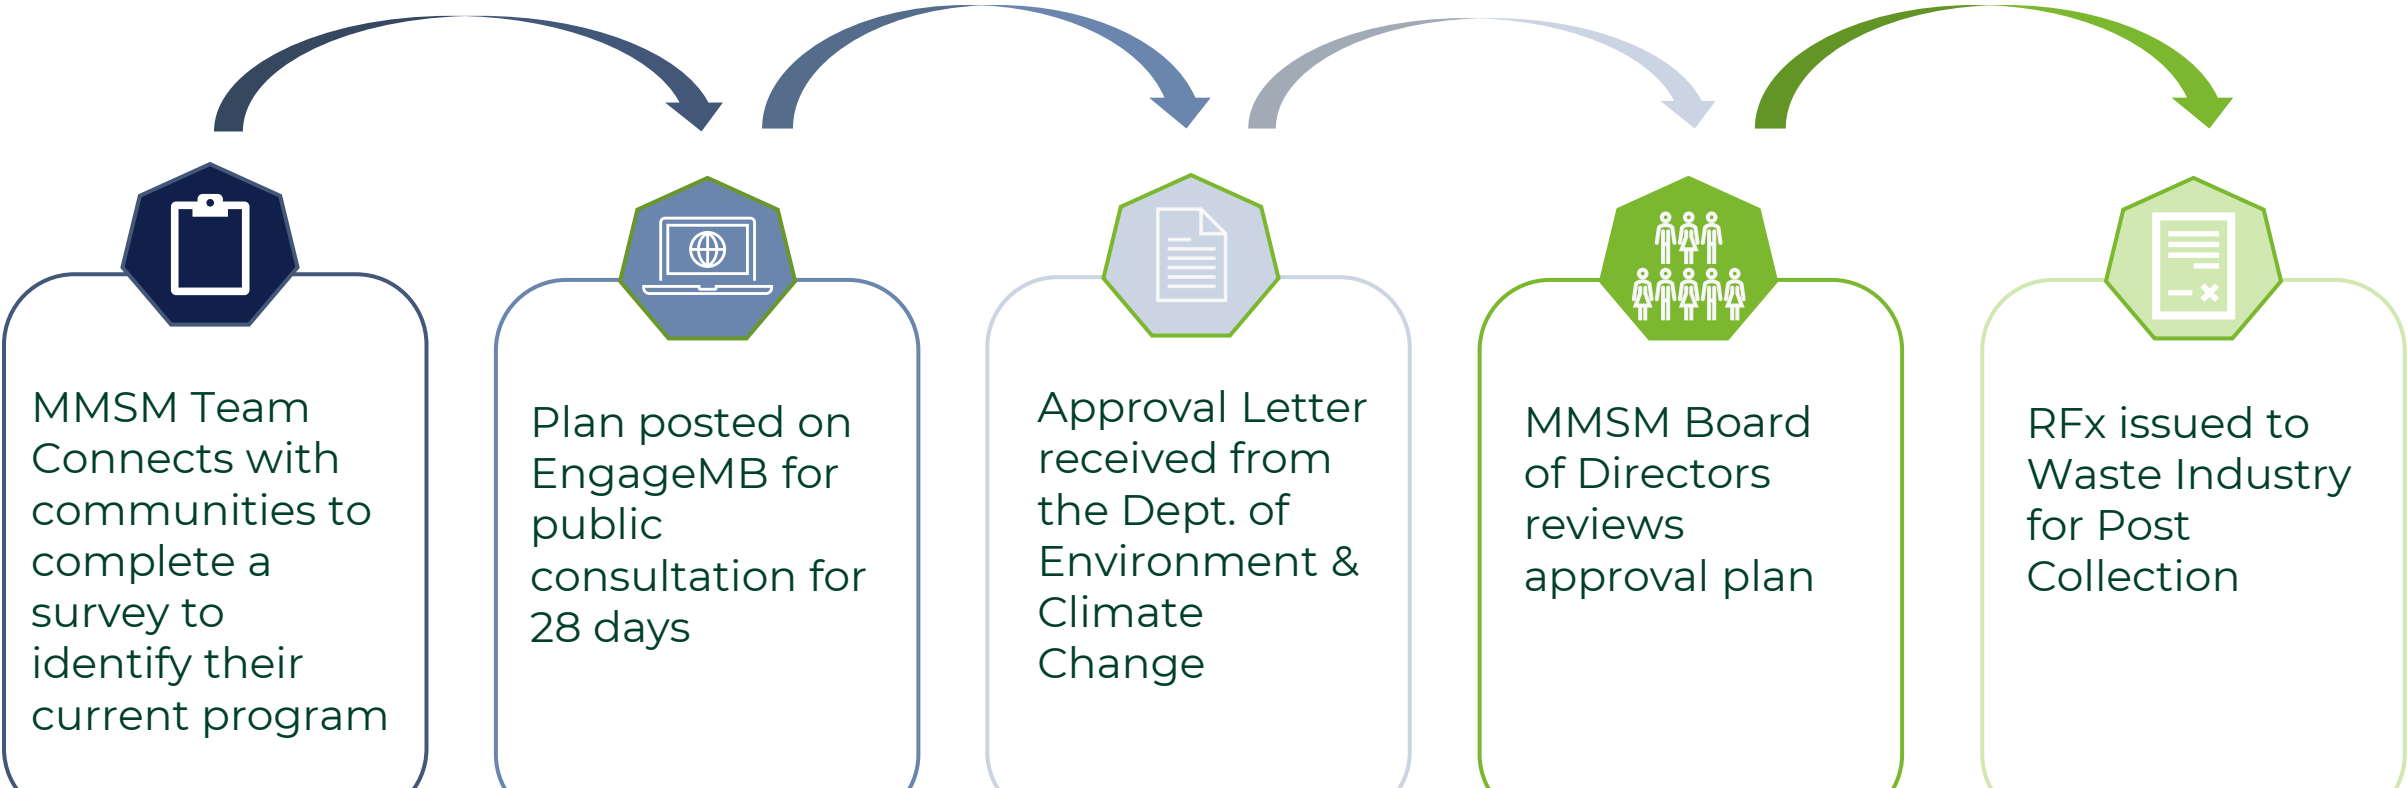 MMSM Team
Connects with
communities to
complete a
survey to
identify their
current program
Plan posted on
EngageMB for
public
consultation for
28 days
Approval Letter
received from
the Dept. of
Environment &
Climate
Change
MMSM Board
of Directors
reviews
approval plan
RFx issued to
Waste Industry
for Post
Collection